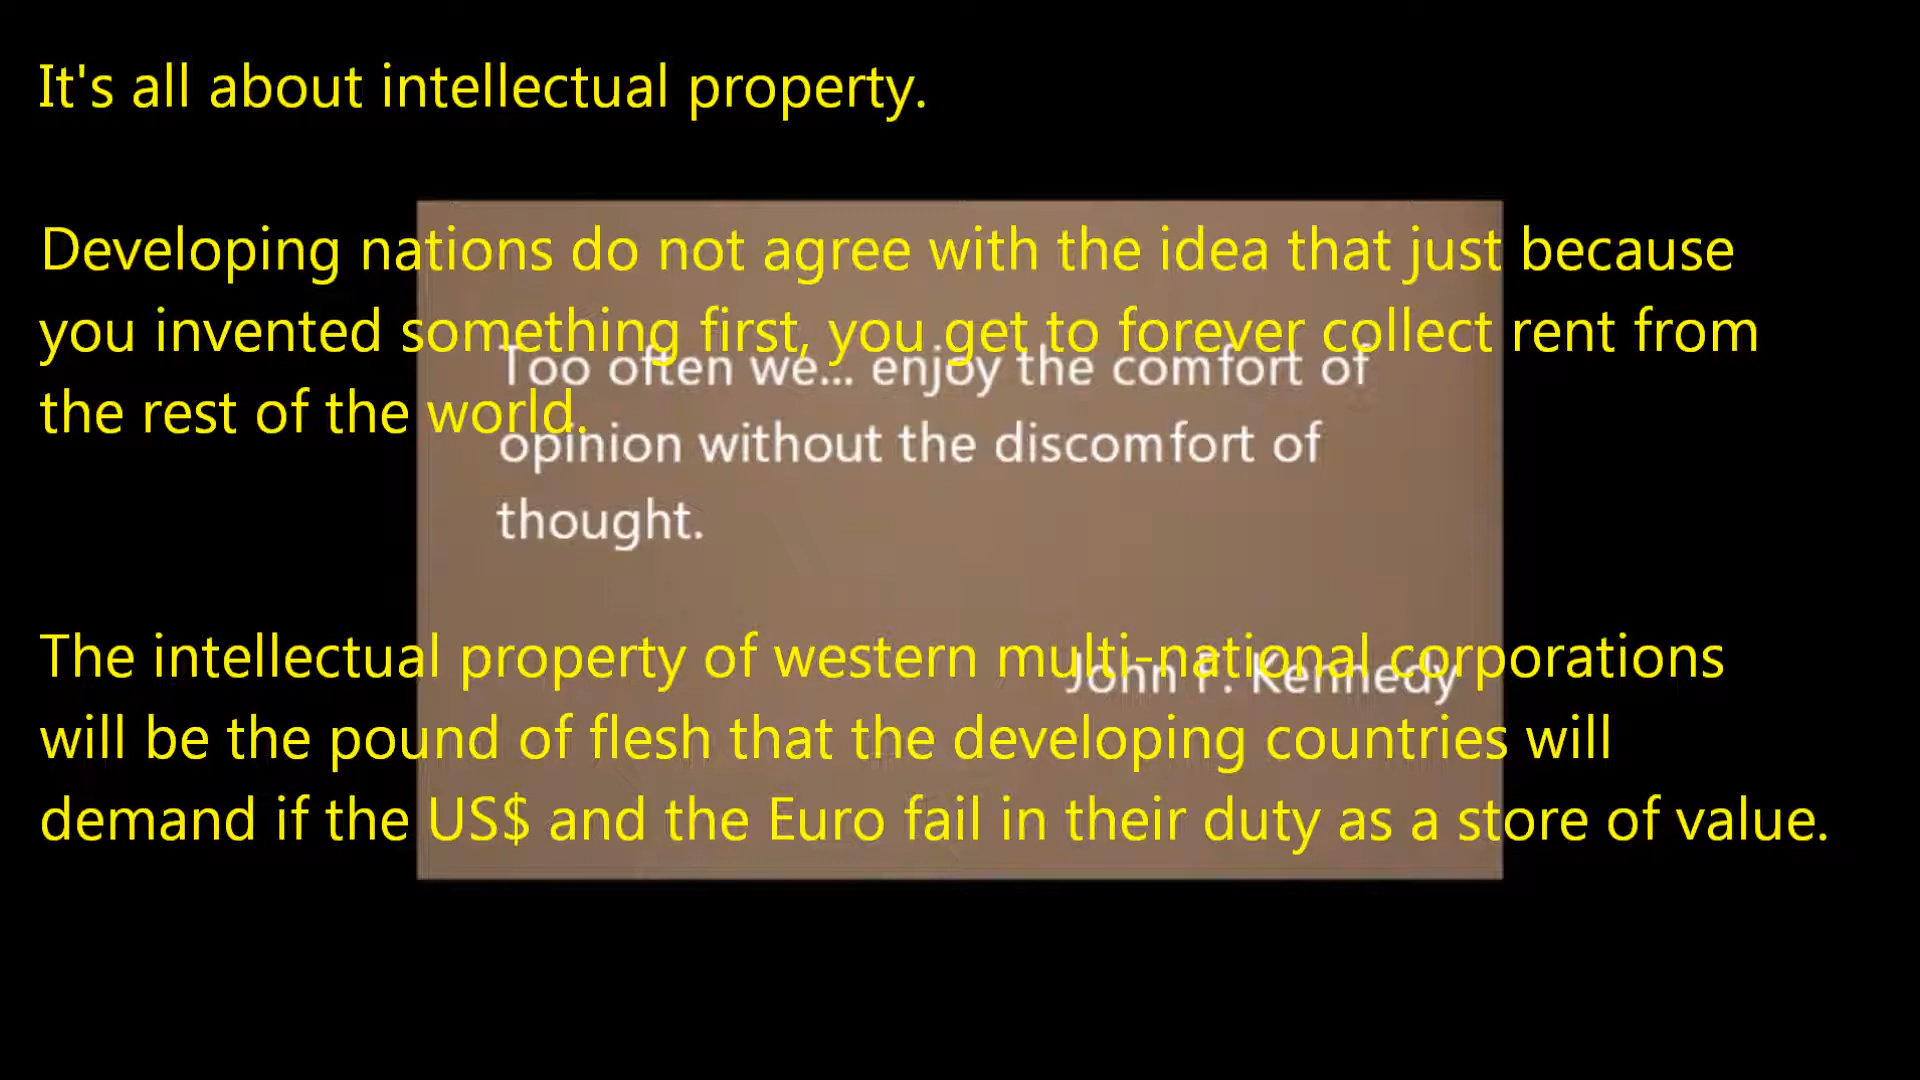 It's all about intellectual property.
Developing nations do not agree with the idea that just because
you invented something first, you get to forever collect rent from
the rest of the world.
Too often we... enjoy the comfort of
opinion without the discomfort of
thought.
John F. Kennedy
The intellectual property of western multi-national corporations
will be the pound of flesh that the developing countries will
demand if the US$ and the Euro fail in their duty as a store of value.